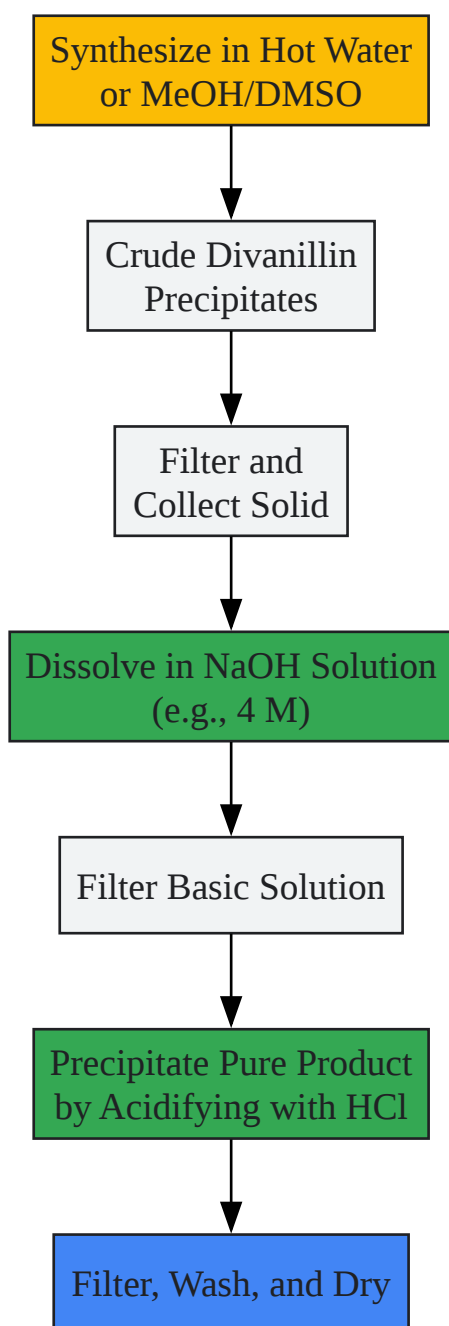 Synthesize in Hot Water
or MeOH/DMSO
Crude Divanillin
Precipitates
Filter and
Collect Solid
Dissolve in NaOH Solution
(e.g., 4 M)
Filter Basic Solution
Precipitate Pure Product
by Acidifying with HCl
Filter, Wash, and Dry